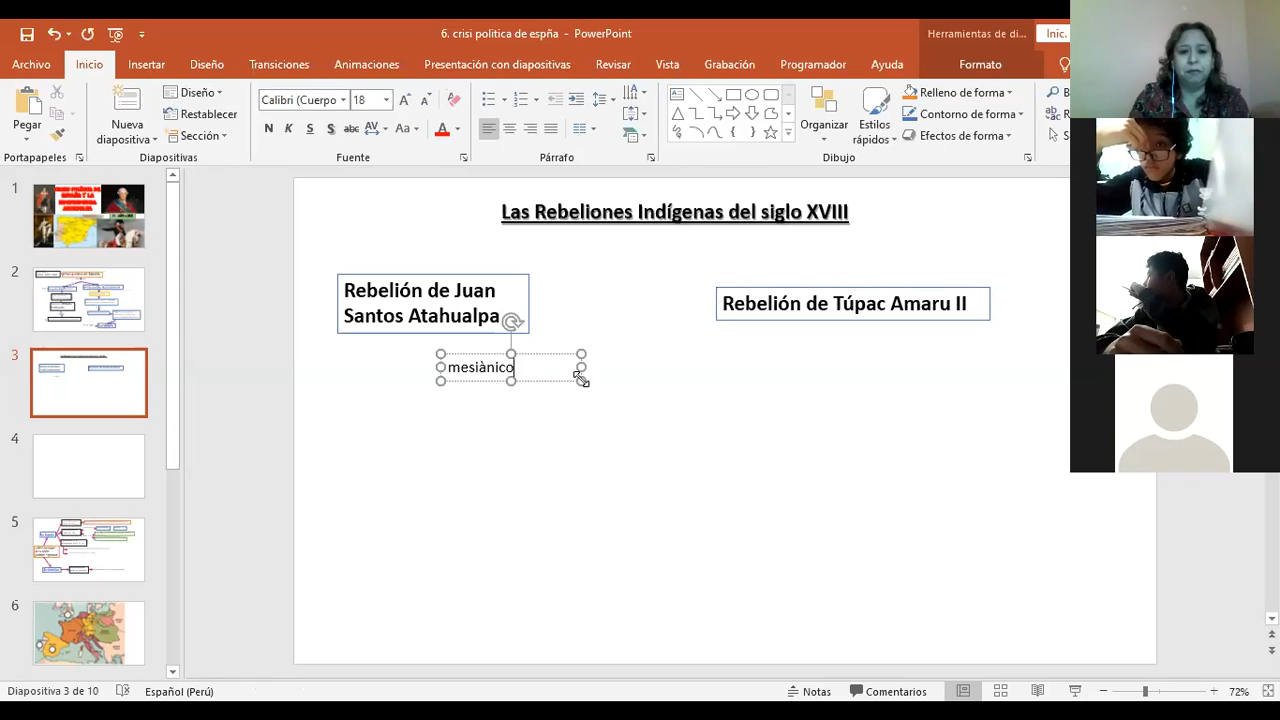 6. crisi política de espña - PowerPoint
Herramientas de di...
Inic.
Archivo
Inicio
Insertar
Diseño
Transiciones
Animaciones
Presentación con diapositivas
Revisar
Vista
Grabación
Programador
Ayuda
Formato
Pegar
Nueva diapositiva
Diseño
Restablecer
Sección
Calibri (Cuerpo
18
N K S abc AV Aa A
Organizar
Estilos rápidos
Relleno de forma
Contorno de forma
Efectos de forma
Portapapeles
Diapositivas
Fuente
Párrafo
Dibujo
1
2
3
4
5
6
Las Rebeliones Indígenas del siglo XVIII
Rebelión de Juan
Santos Atahualpa
Rebelión de Túpac Amaru II
mesiànico
Diapositiva 3 de 10
Español (Perú)
Notas
Comentarios
72%